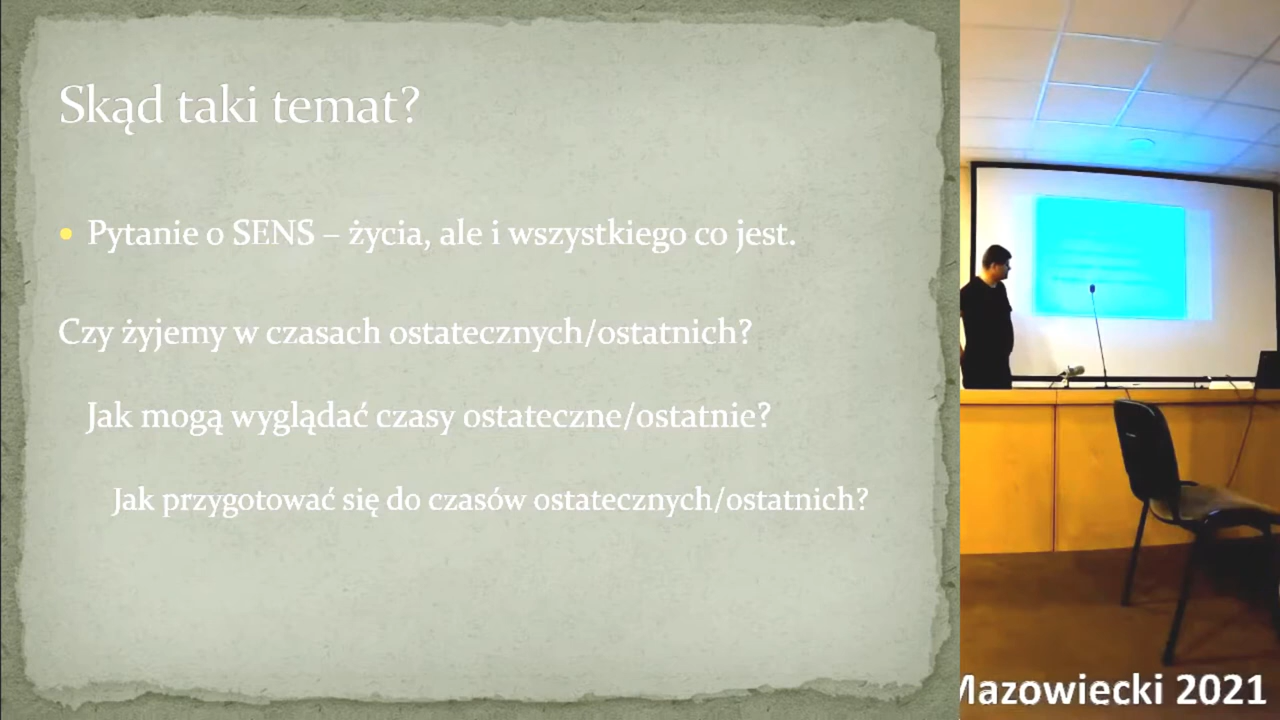 Skąd taki temat?
• Pytanie o SENS – życia, ale i wszystkiego co jest.
Czy żyjemy w czasach ostatecznych/ostatnich?
Jak mogą wyglądać czasy ostateczne/ostatnie?
Jak przygotować się do czasów ostatecznych/ostatnich?
Mazowiecki 2021